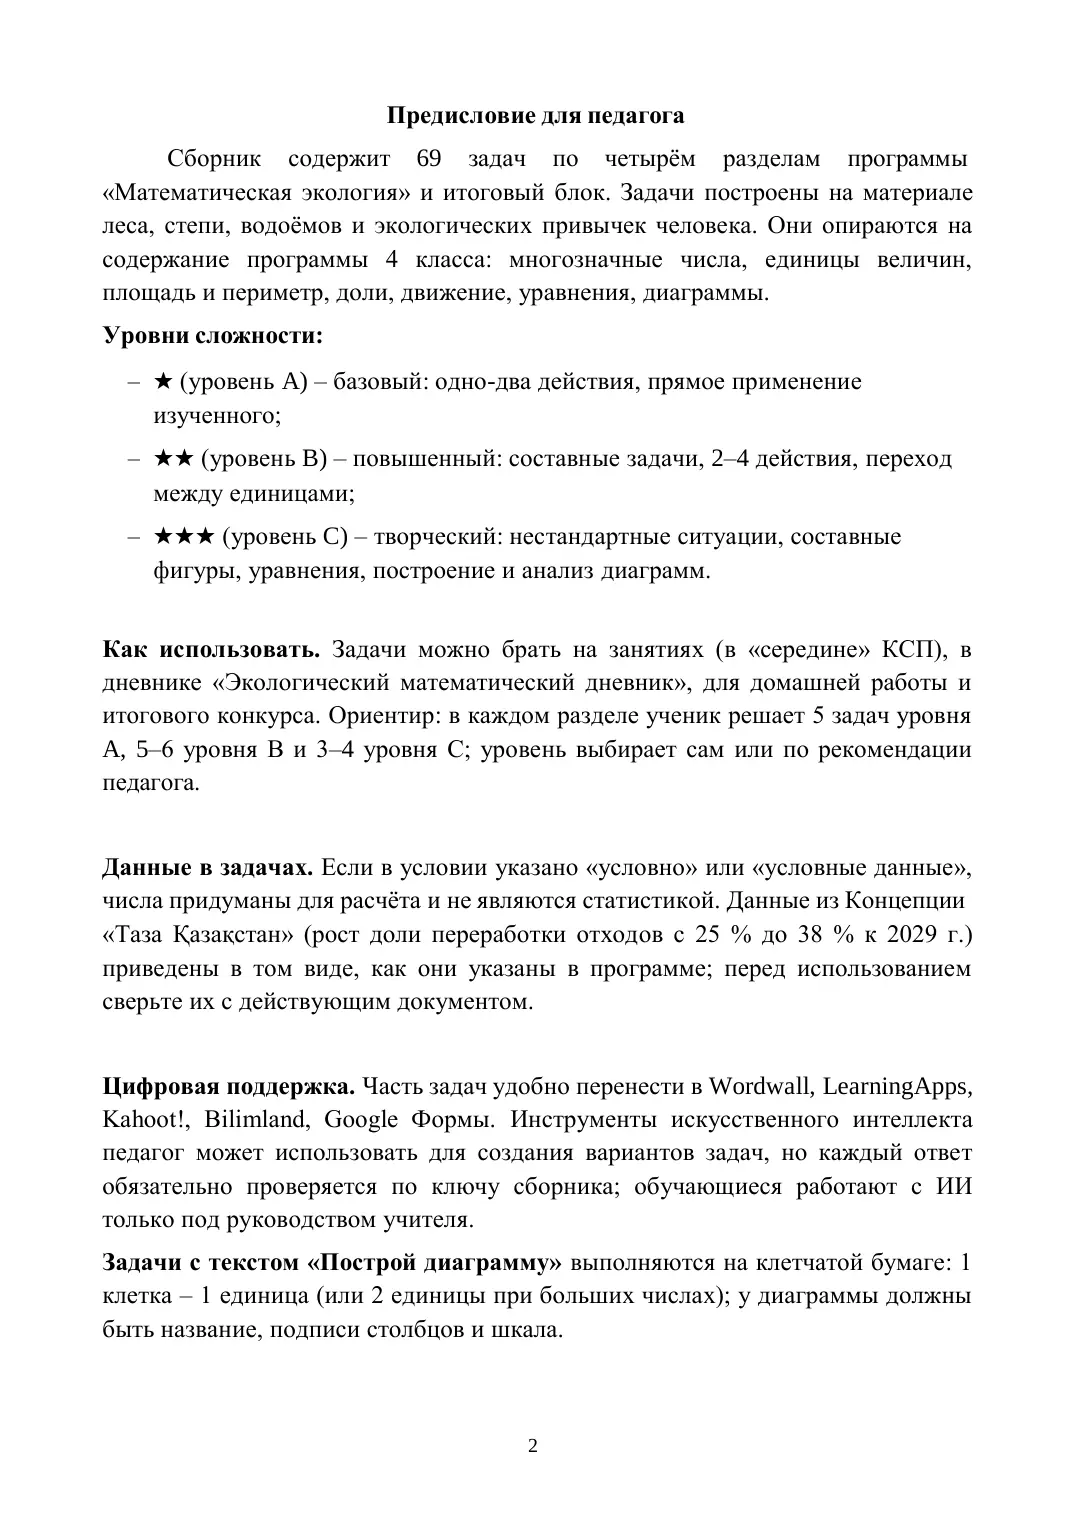 Предисловие для педагога
Сборник содержит 69 задач по четырём разделам программы
«Математическая экология» и итоговый блок. Задачи построены на материале
леса, степи, водоёмов и экологических привычек человека. Они опираются на
содержание программы 4 класса: многозначные числа, единицы величин,
площадь и периметр, доли, движение, уравнения, диаграммы.
Уровни сложности:
– ★ (уровень А) – базовый: одно-два действия, прямое применение
изученного;
– ★★ (уровень В) – повышенный: составные задачи, 2–4 действия, переход
между единицами;
– ★★★ (уровень С) – творческий: нестандартные ситуации, составные
фигуры, уравнения, построение и анализ диаграмм.
Как использовать. Задачи можно брать на занятиях (в «середине» КСП), в
дневнике «Экологический математический дневник», для домашней работы и
итогового конкурса. Ориентир: в каждом разделе ученик решает 5 задач уровня
А, 5–6 уровня В и 3–4 уровня С; уровень выбирает сам или по рекомендации
педагога.
Данные в задачах. Если в условии указано «условно» или «условные данные»,
числа придуманы для расчёта и не являются статистикой. Данные из Концепции
«Таза Қазақстан» (рост доли переработки отходов с 25 % до 38 % к 2029 г.)
приведены в том виде, как они указаны в программе; перед использованием
сверьте их с действующим документом.
Цифровая поддержка. Часть задач удобно перенести в Wordwall, LearningApps,
Kahoot!, Bilimland, Google Формы. Инструменты искусственного интеллекта
педагог может использовать для создания вариантов задач, но каждый ответ
обязательно проверяется по ключу сборника; обучающиеся работают с ИИ
только под руководством учителя.
Задачи с текстом «Построй диаграмму» выполняются на клетчатой бумаге: 1
клетка – 1 единица (или 2 единицы при больших числах); у диаграммы должны
быть название, подписи столбцов и шкала.
2